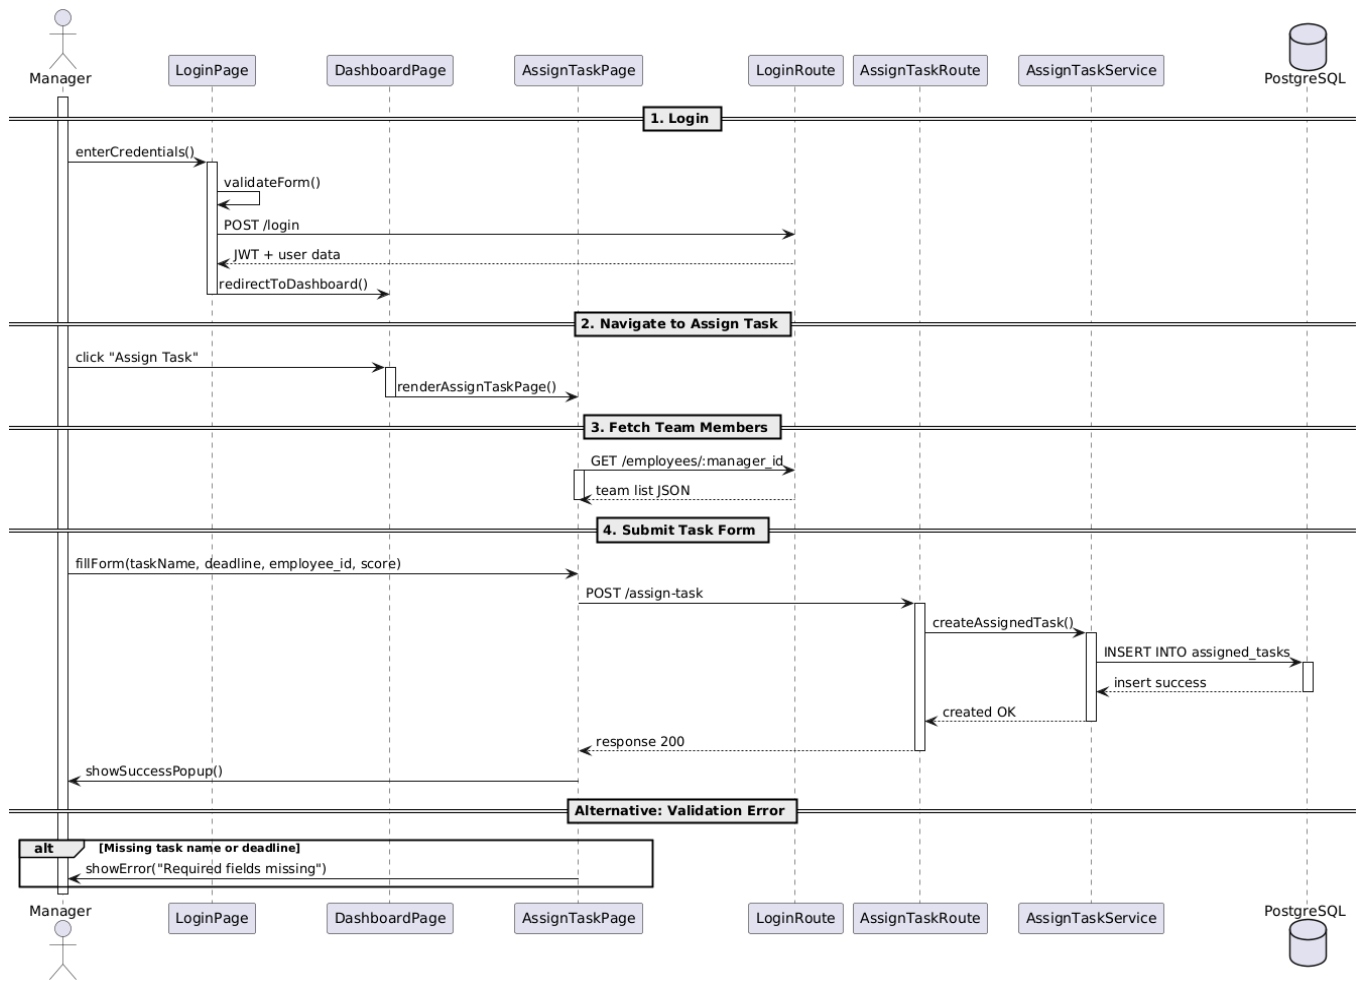 Manager
LoginPage
DashboardPage
AssignTaskPage
LoginRoute
AssignTaskRoute
AssignTaskService
PostgreSQL
1. Login
enterCredentials()
validateForm()
POST /login
JWT + user data
redirectToDashboard()
2. Navigate to Assign Task
click "Assign Task"
renderAssignTaskPage()
3. Fetch Team Members
GET /employees/:manager_id
team list JSON
4. Submit Task Form
fillForm(taskName, deadline, employee_id, score)
POST /assign-task
createAssignedTask()
INSERT INTO assigned_tasks
insert success
created OK
response 200
showSuccessPopup()
Alternative: Validation Error
alt [Missing task name or deadline]
showError("Required fields missing")
Manager
LoginPage
DashboardPage
AssignTaskPage
LoginRoute
AssignTaskRoute
AssignTaskService
PostgreSQL